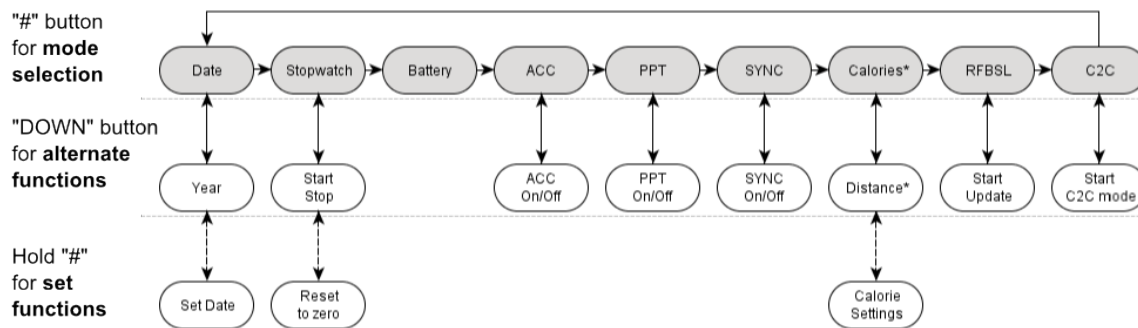 "#" button
for mode
selection
Date
Stopwatch
Battery
ACC
PPT
SYNC
Calories*
RFBSL
C2C
"DOWN" button
for alternate
functions
Year
Start
Stop
ACC
On/Off
PPT
On/Off
SYNC
On/Off
Distance*
Start
Update
Start
C2C mode
Hold "#"
for set
functions
Set Date
Reset
to zero
Calorie
Settings